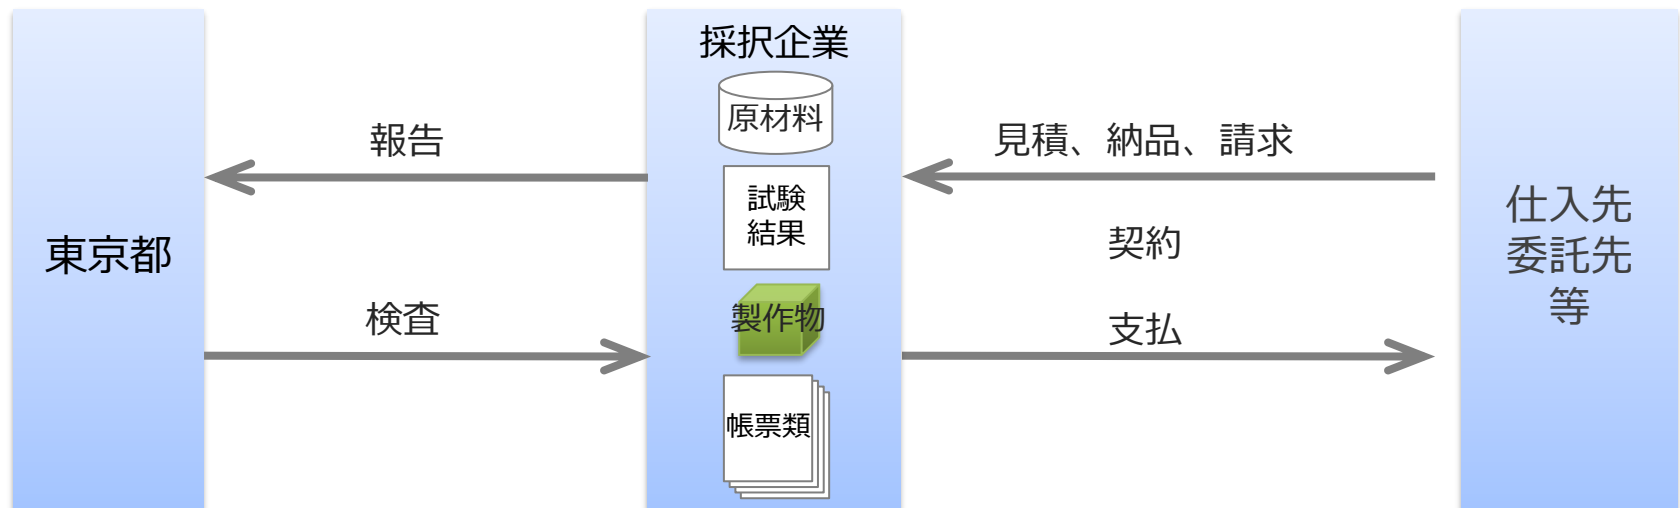 東京都
報告
検査
採択企業
原材料
試験
結果
製作物
帳票類
見積、納品、請求
契約
支払
仕入先
委託先
等